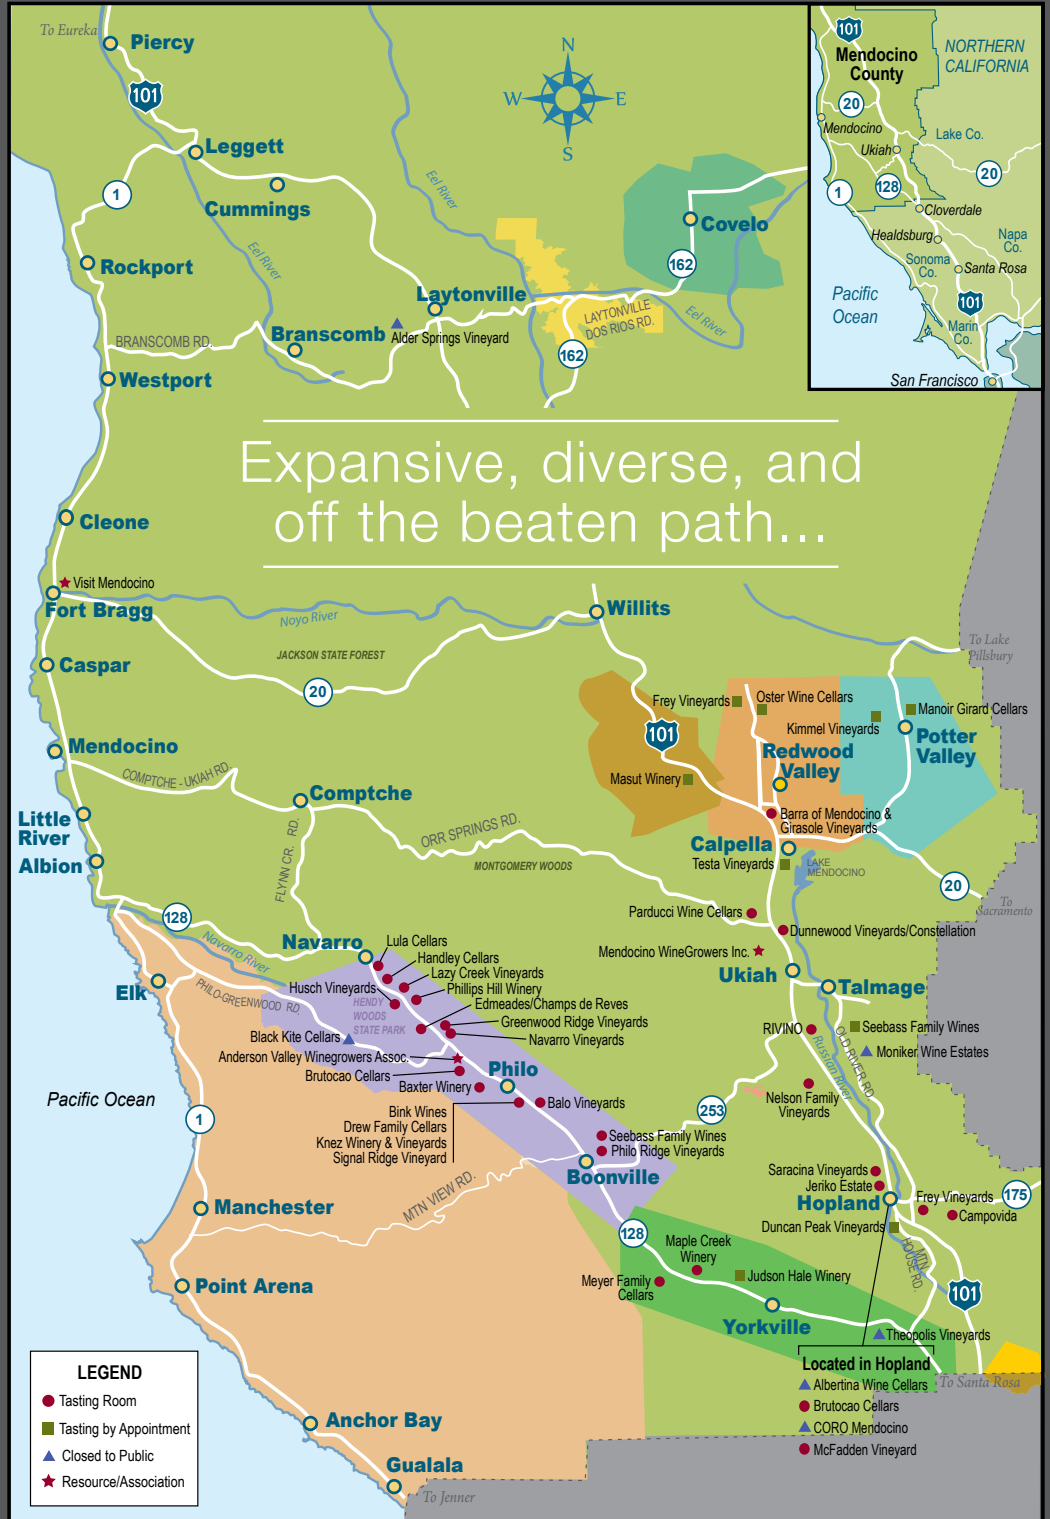 To Eureka
Piercy
101
Leggett
1
Cummings
Eel River
Eel River
Rockport
N
W
E
S
Covelo
162
Laytonville
LAYTONVILLE
DOS RIOS RD.
Eel River
BRANSCOMB RD.
Branscomb
Alder Springs Vineyard
162
Westport
101
Mendocino
County
NORTHERN
CALIFORNIA
20
Mendocino
Lake Co.
Ukiah
20
1
128
Cloverdale
Healdsburg
Napa
Co.
Sonoma
Co.
Santa Rosa
Pacific
Ocean
101
Marin
Co.
San Francisco
Expansive, diverse, and
off the beaten path...
Cleone
Visit Mendocino
Fort Bragg
Noyo River
Willits
JACKSON STATE FOREST
Caspar
20
To Lake
Pillsbury
Frey Vineyards
Oster Wine Cellars
Manoir Girard Cellars
Kimmel Vineyards
101
Redwood
Valley
Potter
Valley
Mendocino
COMPTCHE - UKIAH RD.
Masut Winery
Comptche
Little
River
Barra of Mendocino &
Girasole Vineyards
ORR SPRINGS RD.
Calpella
Albion
FLYNN CR. RD.
MONTGOMERY WOODS
Testa Vineyards
LAKE
MENDOCINO
20
To
Sacramento
128
Parducci Wine Cellars
Dunnewood Vineyards/Constellation
Navarro River
Navarro
Lula Cellars
Handley Cellars
Lazy Creek Vineyards
Phillips Hill Winery
Husch Vineyards
HENDY
WOODS
STATE PARK
Edmeades/Champs de Reves
Greenwood Ridge Vineyards
Navarro Vineyards
Mendocino WineGrowers Inc.
Ukiah
Talmage
Elk
PHILO-GREENWOOD RD.
Black Kite Cellars
Anderson Valley Winegrowers Assoc.
Brutocao Cellars
Baxter Winery
Philo
RIVINO
Seebass Family Wines
Moniker Wine Estates
Russian River
OLD RIVER RD.
Nelson Family
Vineyards
Pacific Ocean
1
Bink Wines
Drew Family Cellars
Knez Winery & Vineyards
Signal Ridge Vineyard
Balo Vineyards
253
Seebass Family Wines
Philo Ridge Vineyards
Boonville
Saracina Vineyards
Jeriko Estate
Hopland
Frey Vineyards
175
Campovida
Manchester
MTN VIEW RD.
128
Duncan Peak Vineyards
MTN
HOUSE RD.
Maple Creek
Winery
Meyer Family
Cellars
Judson Hale Winery
101
Point Arena
Yorkville
Theopolis Vineyards
Located in Hopland
Albertina Wine Cellars
Brutocao Cellars
CORO Mendocino
McFadden Vineyard
To Santa Rosa
LEGEND
Tasting Room
Tasting by Appointment
Closed to Public
Resource/Association
Anchor Bay
Gualala
To Jenner